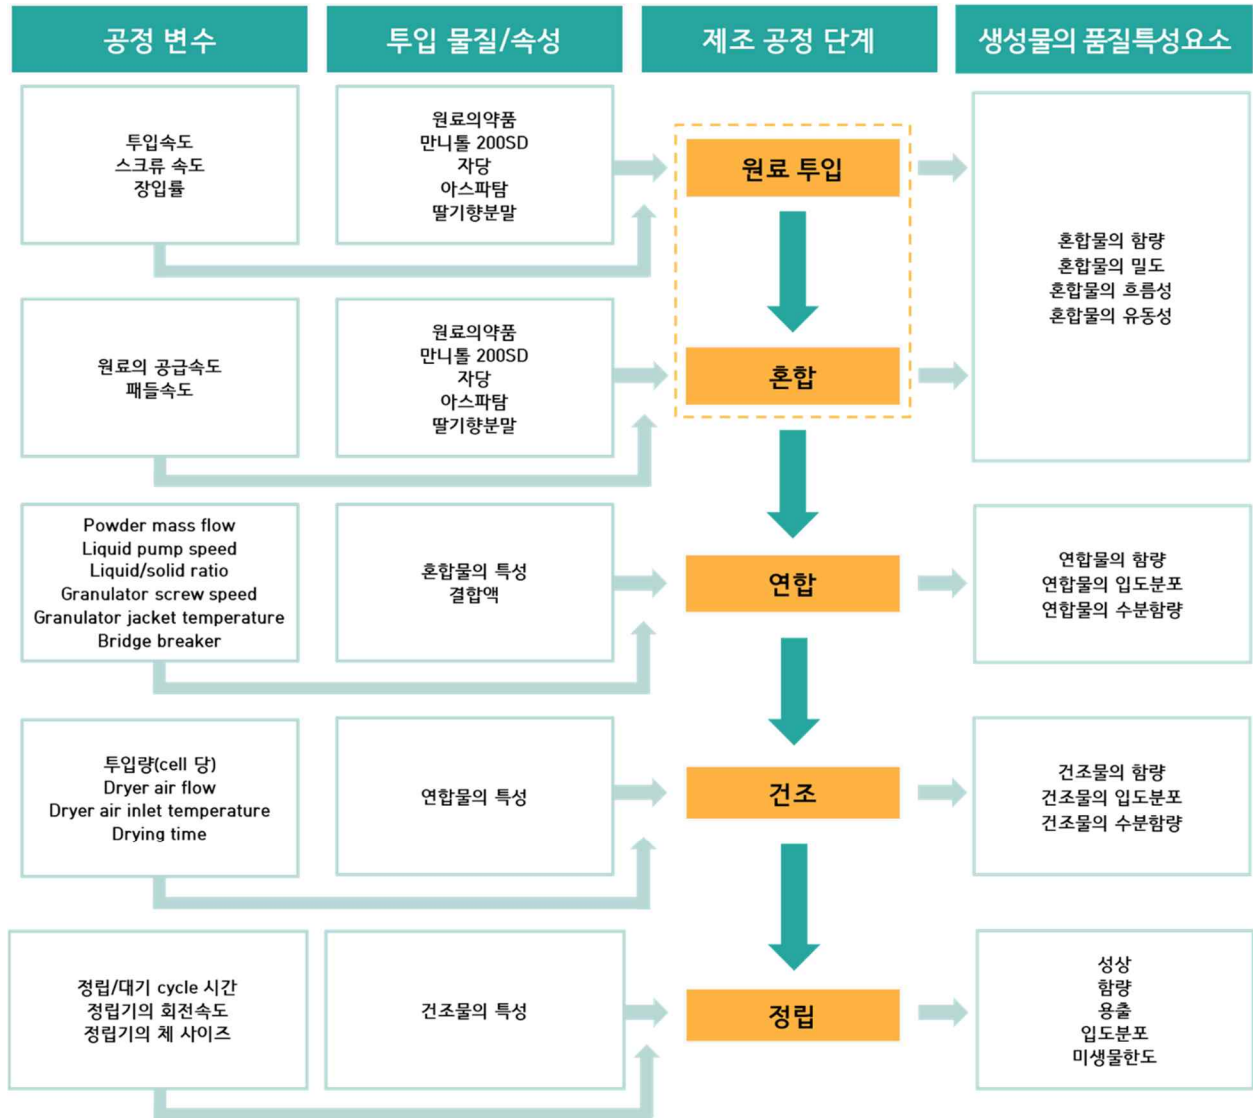 공정 변수
투입 물질/속성
제조 공정 단계
생성물의 품질특성요소
투입속도
스크류 속도
장입률
원료의약품
만니톨 200SD
자당
아스파탐
딸기향분말
원료 투입
혼합물의 함량
혼합물의 밀도
혼합물의 흐름성
혼합물의 유동성
원료의 공급속도
패들속도
원료의약품
만니톨 200SD
자당
아스파탐
딸기향분말
혼합
Powder mass flow
Liquid pump speed
Liquid/solid ratio
Granulator screw speed
Granulator jacket temperature
Bridge breaker
혼합물의 특성
결합액
연합
연합물의 함량
연합물의 입도분포
연합물의 수분함량
투입량(cell 당)
Dryer air flow
Dryer air inlet temperature
Drying time
연합물의 특성
건조
건조물의 함량
건조물의 입도분포
건조물의 수분함량
정립/대기 cycle 시간
정립기의 회전속도
정립기의 체 사이즈
건조물의 특성
정립
성상
함량
용출
입도분포
미생물한도